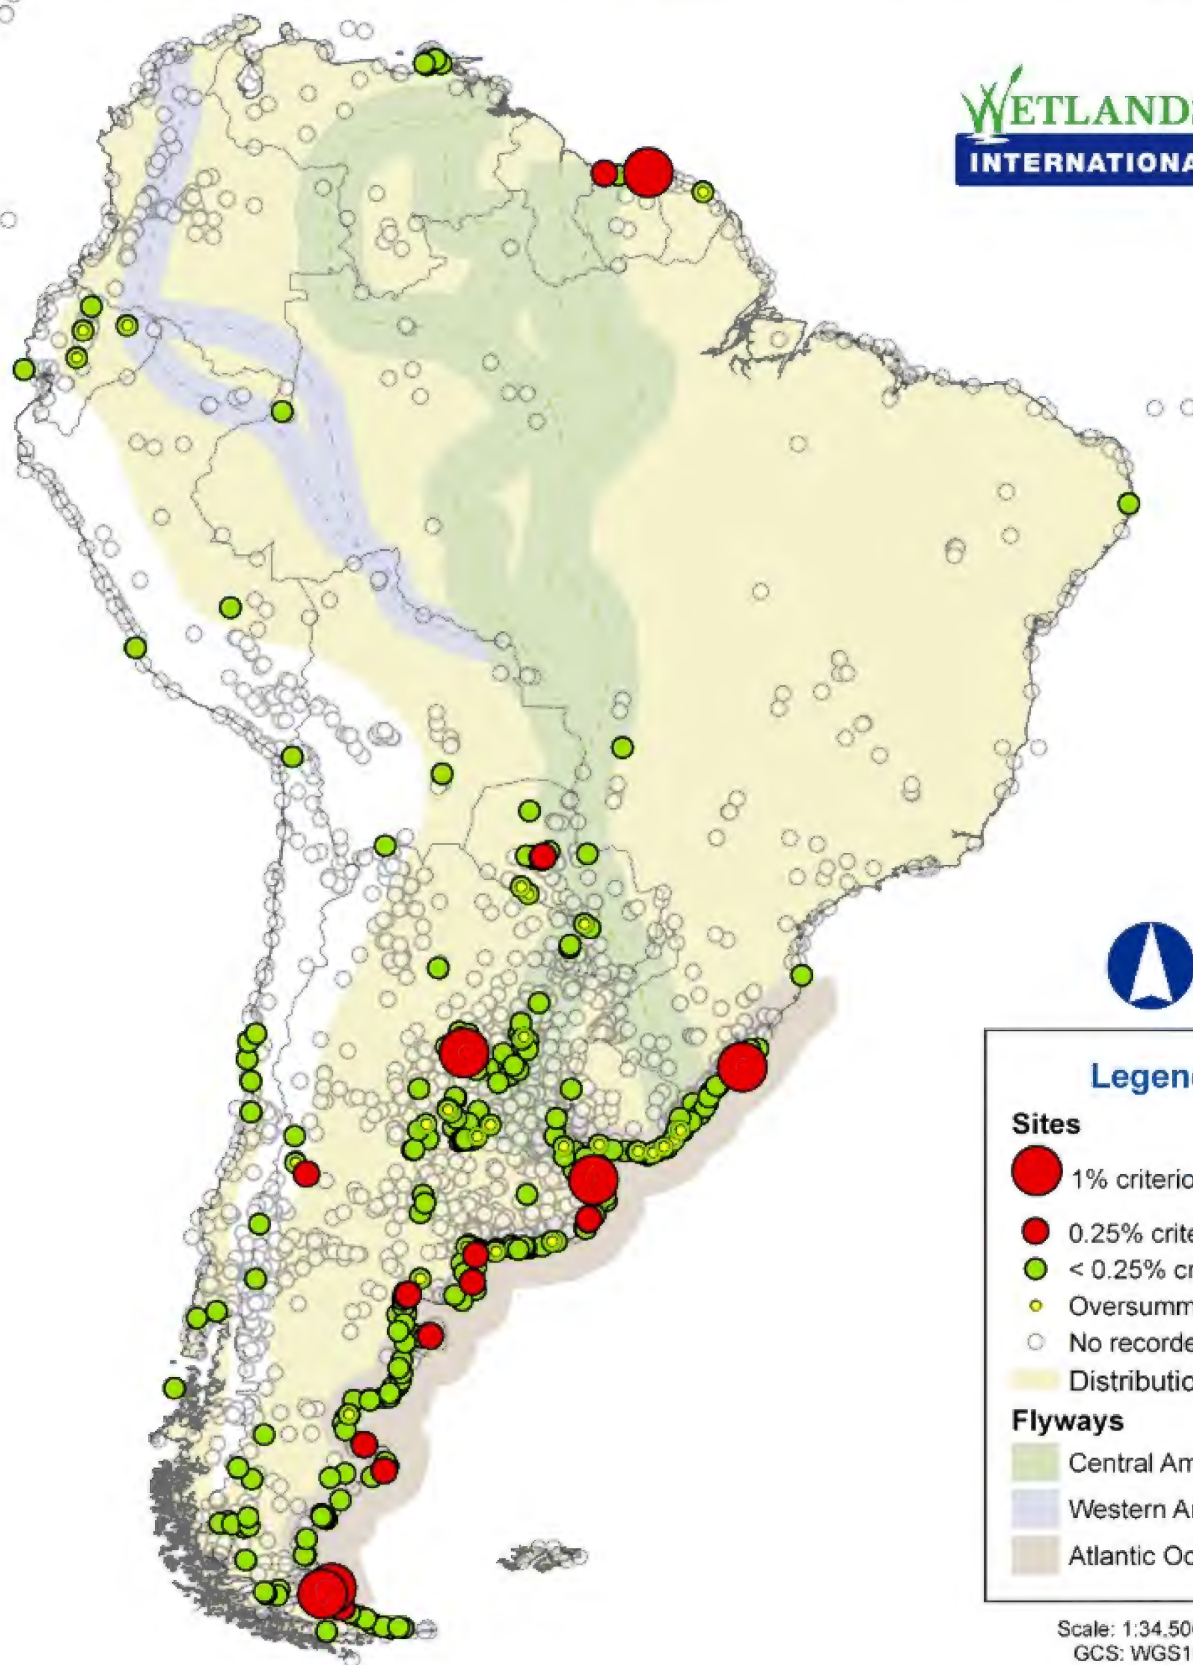 WETLANDS
INTERNATIONA
Legen
Sites
1% criterio
0.25% crite
< 0.25% cr
Oversumm
No recorde
Distributio
Flyways
Central Am
Western A
Atlantic Oc
Scale: 1:34.50
GCS: WGS1